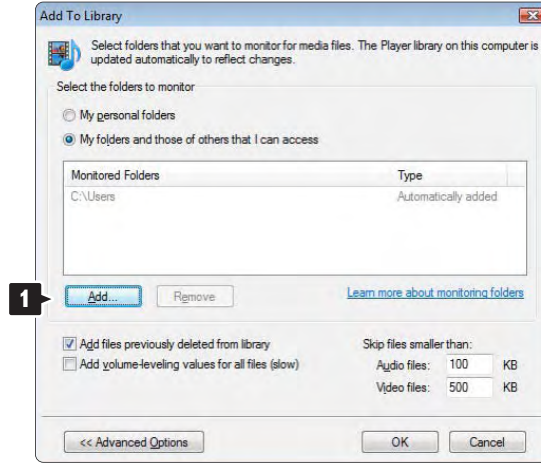 Add To Library
Select folders that you want to monitor for media files. The Player library on this computer is
updated automatically to reflect changes.
Select the folders to monitor
My personal folders
My folders and those of others that I can access
Monitored Folders Type
C:\Users Automatically added
1 Add... Remove Learn more about monitoring folders
Add files previously deleted from library Skip files smaller than:
Add volume-leveling values for all files (slow) Audio files: 100 KB
Video files: 500 KB
<< Advanced Options OK Cancel